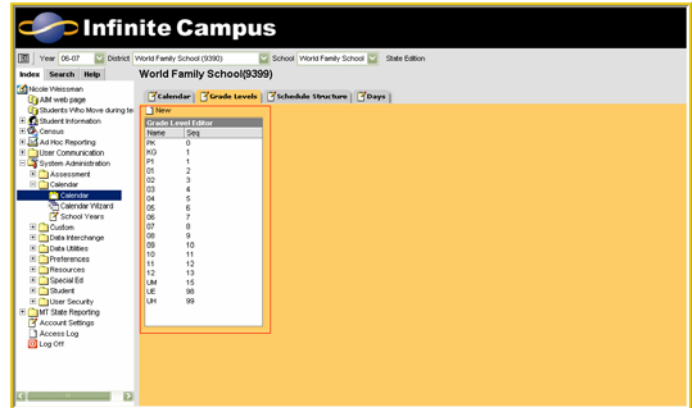 Infinite Campus
Year 06-07 District World Family School (9390) School World Family School State Edition
Index Search Help
World Family School(9399)
Nicole Weissman
AIM web page
Students Who Move during te
Student Information
Census
Ad Hoc Reporting
User Communication
System Administration
Assessment
Calendar
Calendar
Calendar Wizard
School Years
Custom
Data Interchange
Data Utilities
Preferences
Resources
Special Ed
Student
User Security
MT State Reporting
Account Settings
Access Log
Log Off
Calendar Grade Levels Schedule Structure Days
New
Grade Level Editor
Name Seq
PK 0
KG 1
P1 1
01 2
02 3
03 4
04 5
05 6
06 7
07 8
08 9
09 10
10 11
11 12
12 13
UM 15
UE 98
UH 99